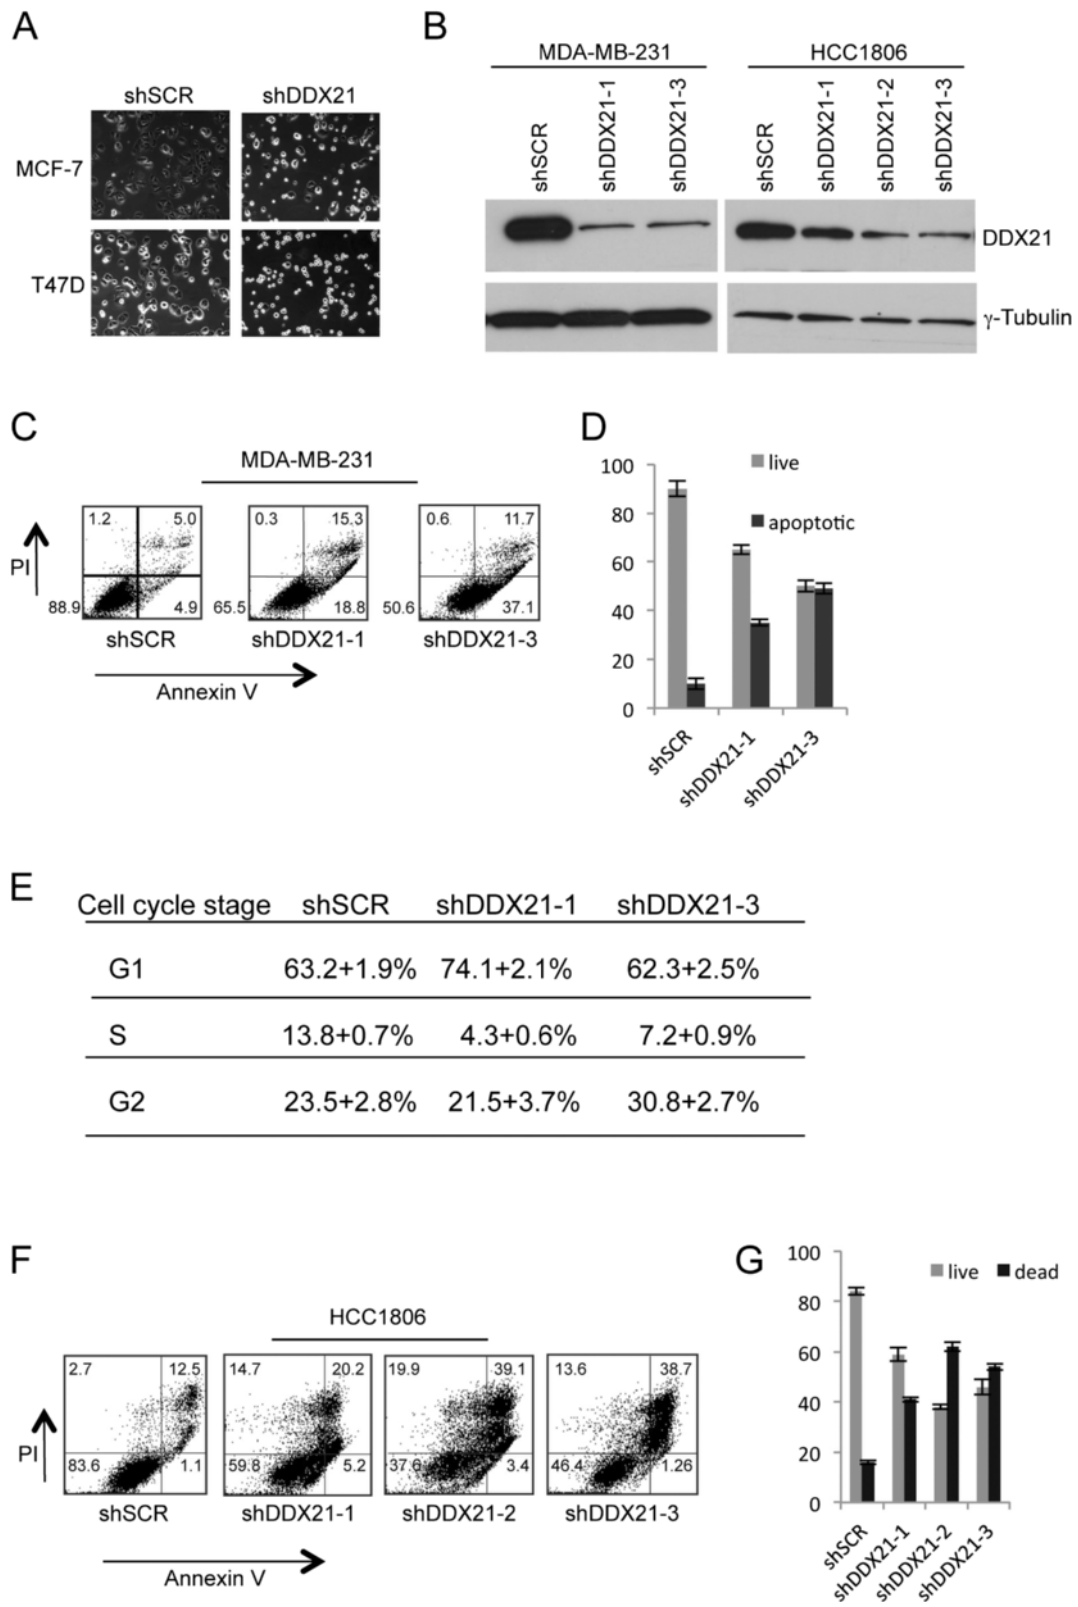 A
shSCR shDDX21
MCF-7
T47D
B
MDA-MB-231 HCC1806
shSCR
shDDX21-1
shDDX21-3
shSCR
shDDX21-1
shDDX21-2
shDDX21-3
DDX21
γ-Tubulin
C
MDA-MB-231
PI
1.2 5.0
88.9 4.9
shSCR
0.3 15.3
65.5 18.8
shDDX21-1
0.6 11.7
50.6 37.1
shDDX21-3
Annexin V
D
live
apoptotic
100
80
60
40
20
0
shSCR
shDDX21-1
shDDX21-3
E
Cell cycle stage shSCR shDDX21-1 shDDX21-3
G1 63.2+1.9% 74.1+2.1% 62.3+2.5%
S 13.8+0.7% 4.3+0.6% 7.2+0.9%
G2 23.5+2.8% 21.5+3.7% 30.8+2.7%
F
HCC1806
PI
2.7 12.5
83.6 1.1
shSCR
14.7 20.2
59.8 5.2
shDDX21-1
19.9 39.1
37.6 3.4
shDDX21-2
13.6 38.7
46.4 1.26
shDDX21-3
Annexin V
G
live dead
100
80
60
40
20
0
shSCR
shDDX21-1
shDDX21-2
shDDX21-3